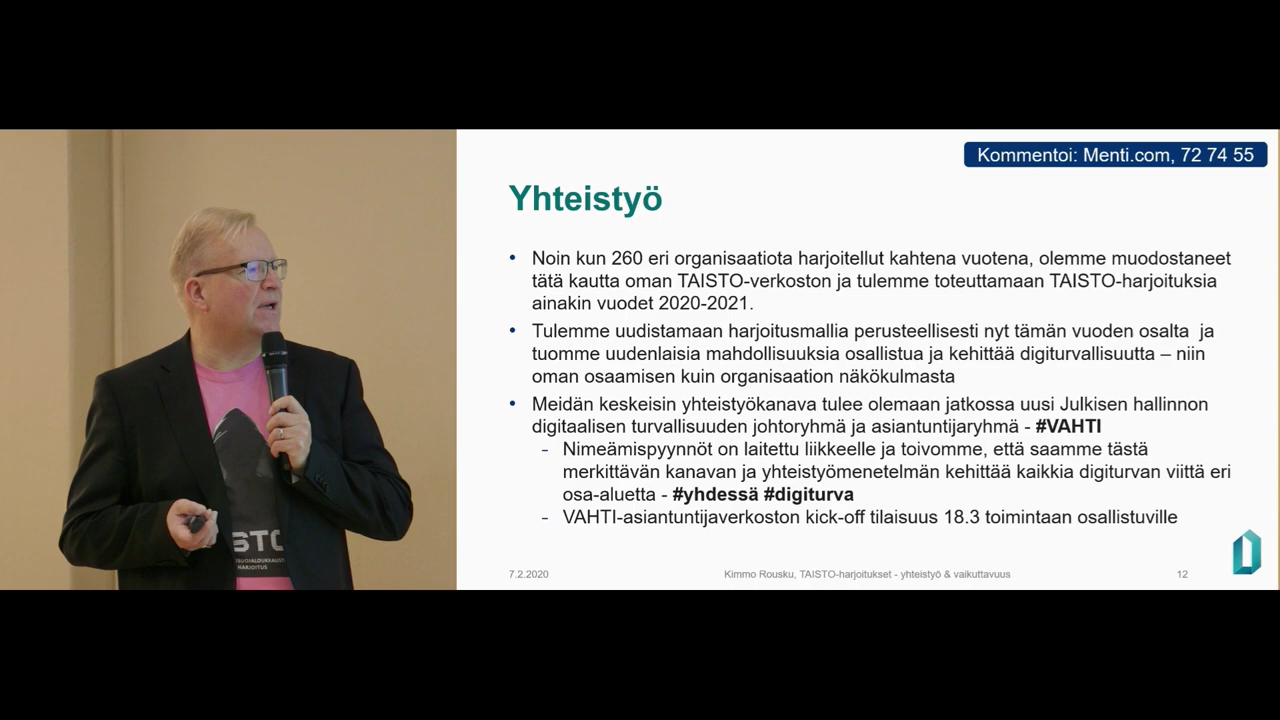 Kommentoi: Menti.com, 72 74 55
Yhteistyö
• Noin kun 260 eri organisaatiota harjoitellut kahtena vuotena, olemme muodostaneet
tätä kautta oman TAISTO-verkoston ja tulemme toteuttamaan TAISTO-harjoituksia
ainakin vuodet 2020-2021.
• Tulemme uudistamaan harjoitusmallia perusteellisesti nyt tämän vuoden osalta ja
tuomme uudenlaisia mahdollisuuksia osallistua ja kehittää digiturvallisuutta – niin
oman osaamisen kuin organisaation näkökulmasta
• Meidän keskeisin yhteistyökanava tulee olemaan jatkossa uusi Julkisen hallinnon
digitaalisen turvallisuuden johtoryhmä ja asiantuntijaryhmä - #VAHTI
- Nimeämispyynnöt on laitettu liikkeelle ja toivomme, että saamme tästä
merkittävän kanavan ja yhteistyömenetelmän kehittää kaikkia digiturvan viittä eri
osa-aluetta - #yhdessä #digiturva
- VAHTI-asiantuntijaverkoston kick-off tilaisuus 18.3 toimintaan osallistuville
7.2.2020
Kimmo Rousku, TAISTO-harjoitukset - yhteistyö & vaikuttavuus
12
STO
HARJOITUS